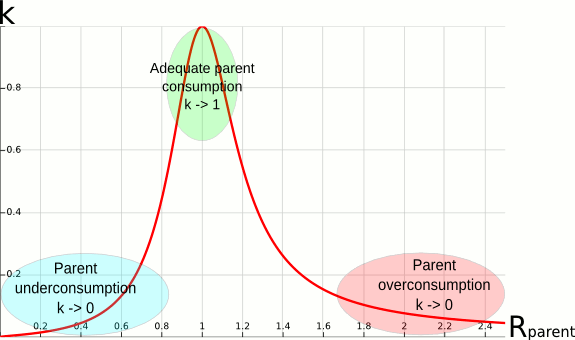 k
Adequate parent
consumption
k -> 1
0.8
0.6
0.4
0.2
Parent
underconsumption
k -> 0
Parent
overconsumption
k -> 0
0.2 0.4 0.6 0.8 1 1.2 1.4 1.6 1.8 2 2.2 2.4
Rparent